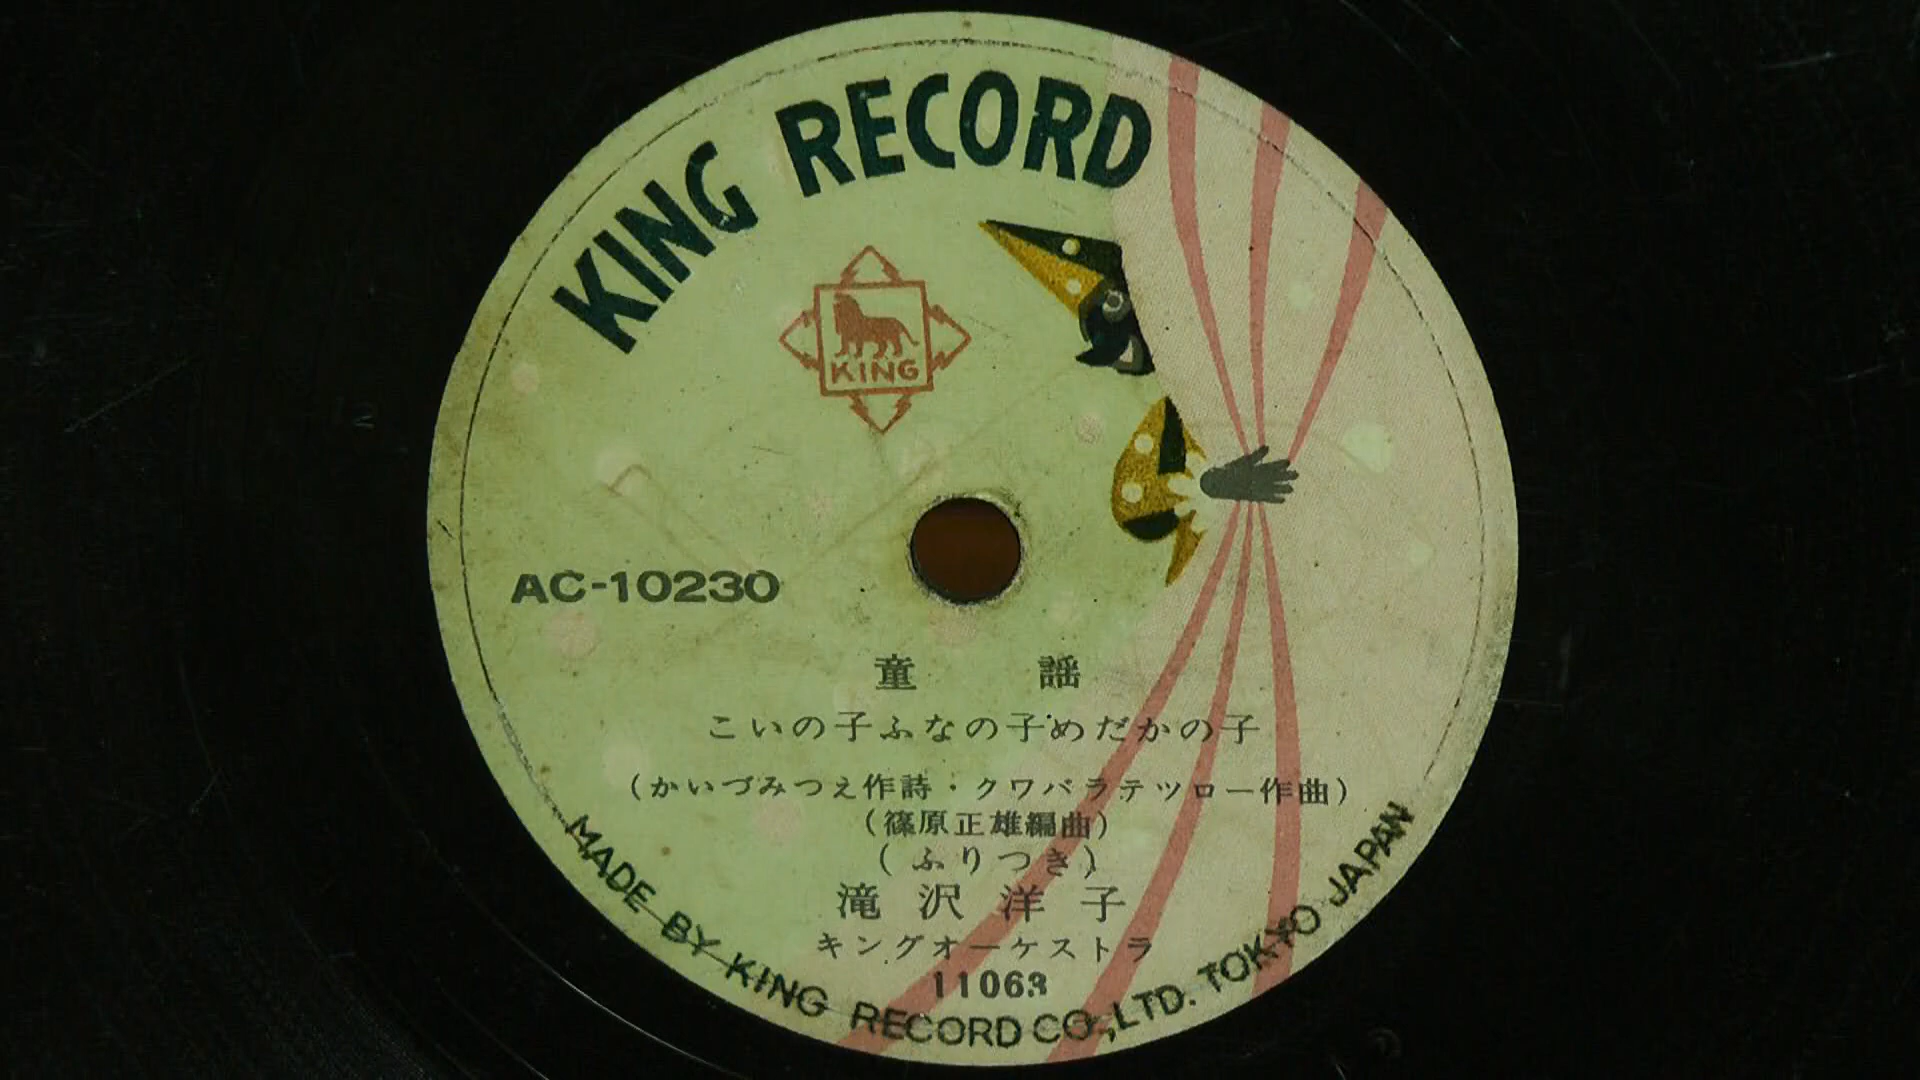 KING RECORD
KING
AC-10230
童謡
こいの子ふなの子めだかの子
(かいづみつえ作詩・クワバラテツロー作曲)
(篠原正雄編曲)
(ふりつき)
滝沢洋子
キングオーケストラ
11063
MADE BY KING RECORD CO., LTD. TOKYO JAPAN